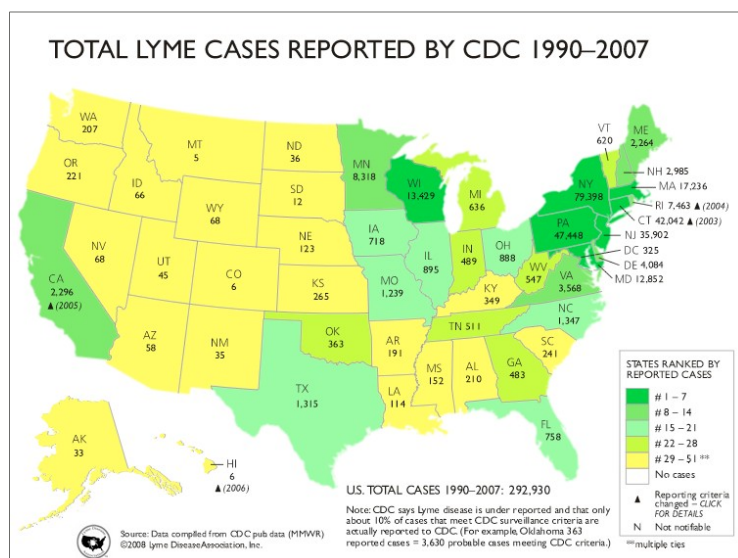 TOTAL LYME CASES REPORTED BY CDC 1990–2007
WA
207
OR
221
ID
66
MT
5
ND
36
SD
12
WY
68
NE
123
NV
68
UT
45
CO
6
KS
265
CA
2,296
▲ (2005)
AZ
58
NM
35
OK
363
TX
1,315
MN
8,318
WI
13,429
MI
636
IA
718
IL
895
IN
489
OH
888
MO
1,239
KY
349
WV
547
VA
3,568
NC
1,347
TN 511
AR
191
MS
152
AL
210
GA
483
SC
241
LA
114
FL
758
NY
79,398
PA
47,448
VT
620
ME
2,264
NH 2,985
MA 17,236
RI 7,463 ▲ (2004)
CT 42,042 ▲ (2003)
NJ 35,902
DC 325
DE 4,084
MD 12,852
AK
33
HI
6
▲ (2006)
STATES RANKED BY
REPORTED CASES
# 1 – 7
# 8 – 14
# 15 – 21
# 22 – 28
# 29 – 51 **
No cases
▲ Reporting criteria
changed – CLICK
FOR DETAILS
N Not notifiable
**multiple ties
U.S. TOTAL CASES 1990-2007: 292,930
Note: CDC says Lyme disease is under reported and that only
about 10% of cases that meet CDC surveillance criteria are
actually reported to CDC. (For example, Oklahoma 363
reported cases = 3,630 probable cases meeting CDC criteria.)
Source: Data compiled from CDC pub data (MMWR)
©2008 Lyme DiseaseAssociation, Inc.